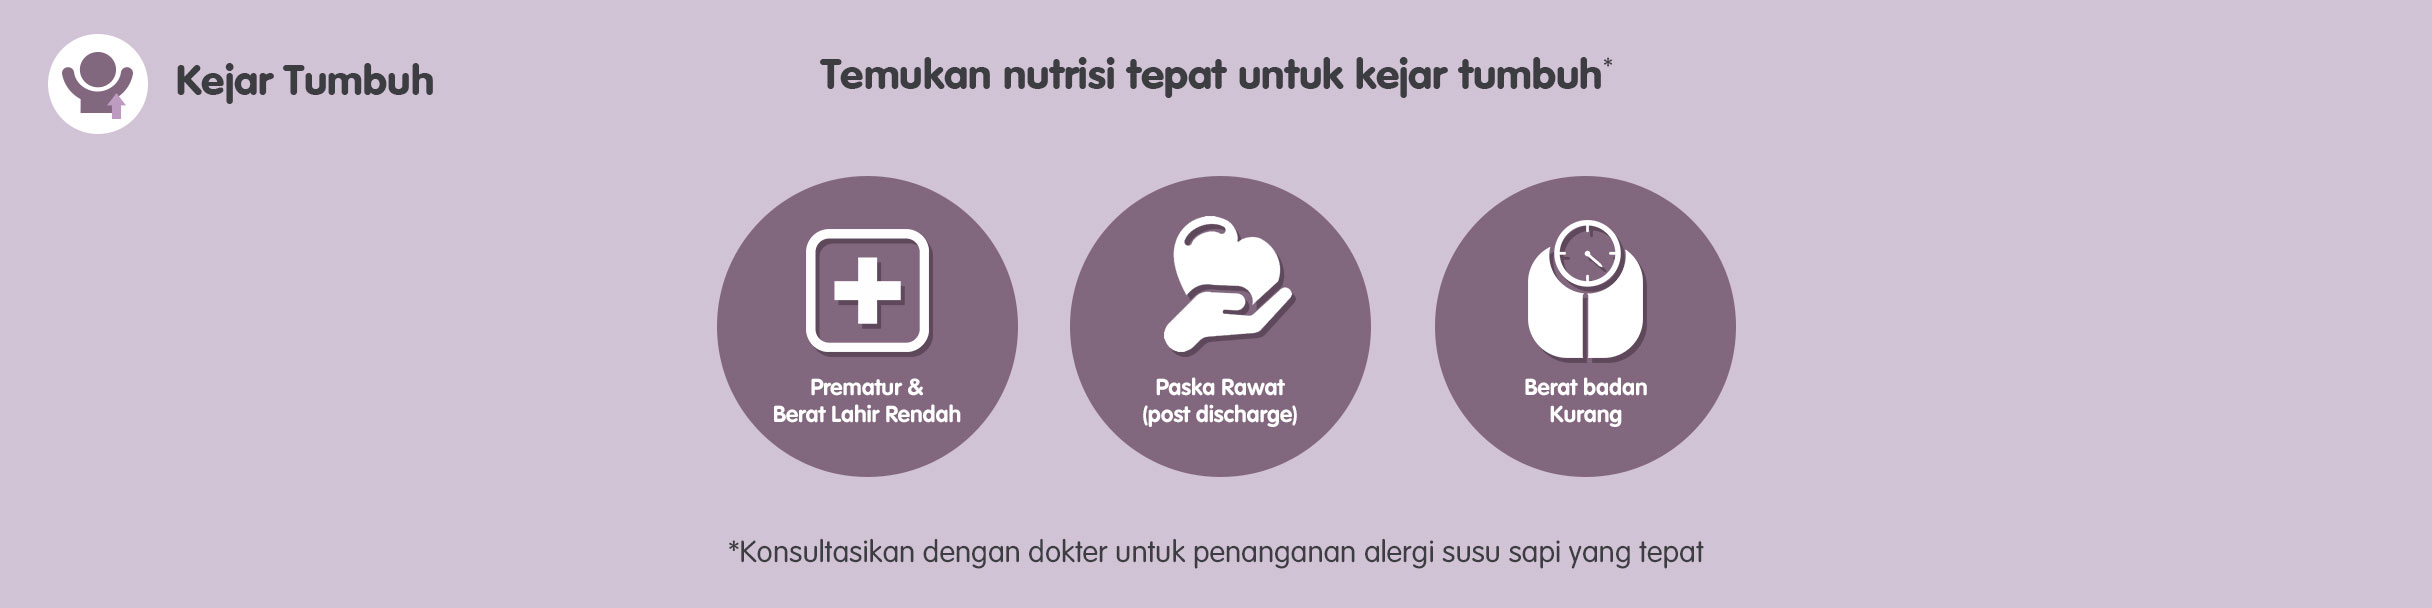 Kejar Tumbuh
Temukan nutrisi tepat untuk kejar tumbuh*
Prematur &
Berat Lahir Rendah
Paska Rawat
(post discharge)
Berat badan
Kurang
*Konsultasikan dengan dokter untuk penanganan alergi susu sapi yang tepat